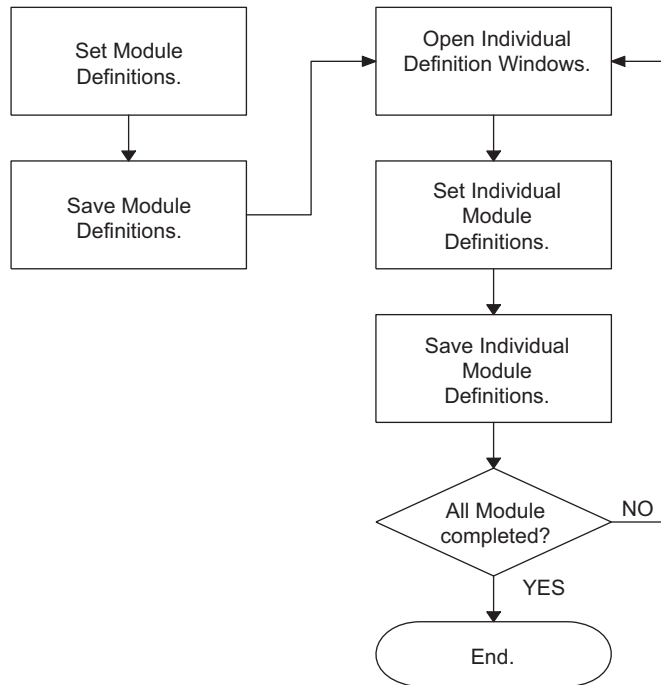 Set Module
Definitions.
Save Module
Definitions.
Open Individual
Definition Windows.
Set Individual
Module
Definitions.
Save Individual
Module
Definitions.
All Module
completed?
NO
YES
End.